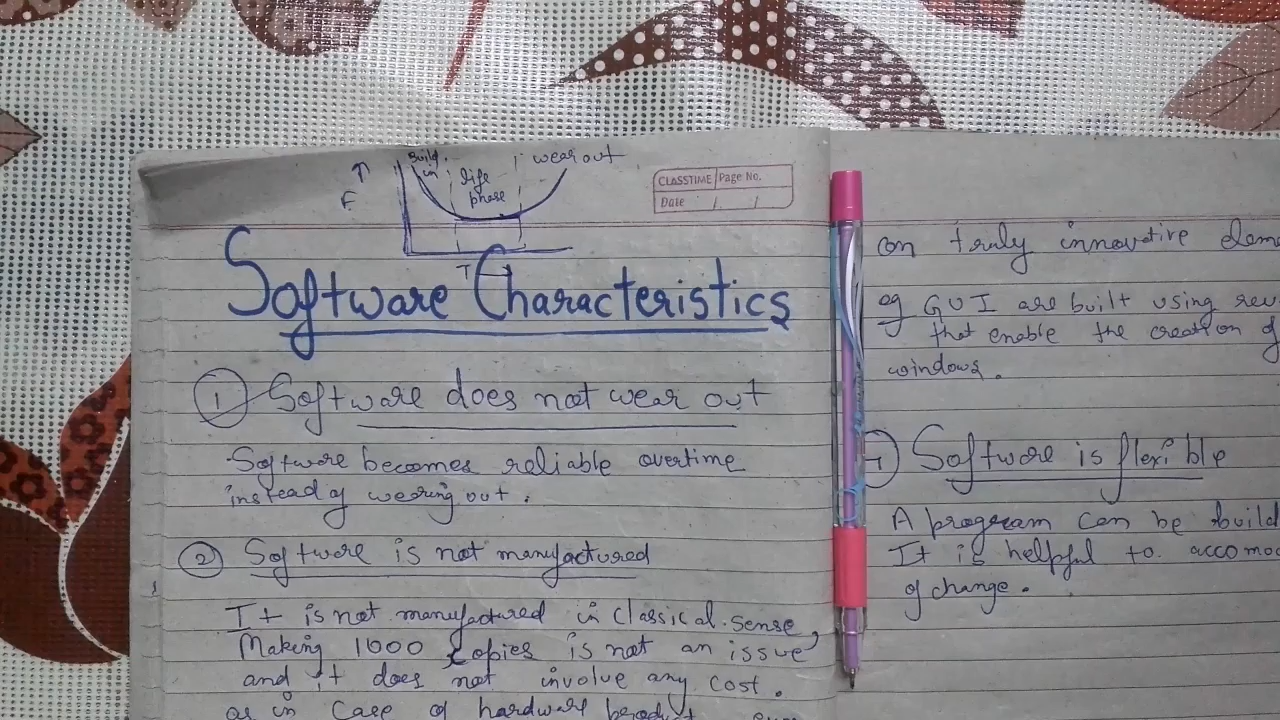 Build in
life phase
wear out
F
T
CLASSTIME Page No.
Date / /
Software Characteristics
1 Software does not wear out
Software becomes reliable overtime
instead of wearing out.
2 Software is not manufactured
It is not manufactured in classical sense,
Making 1000 copies is not an issue
and it does not involve any cost.
as in case of hardware product
on truly innovative
eg GUI are built using
that enable the creation of
windows.
Software is flexible
A program can be build
It is helpful to
of change.